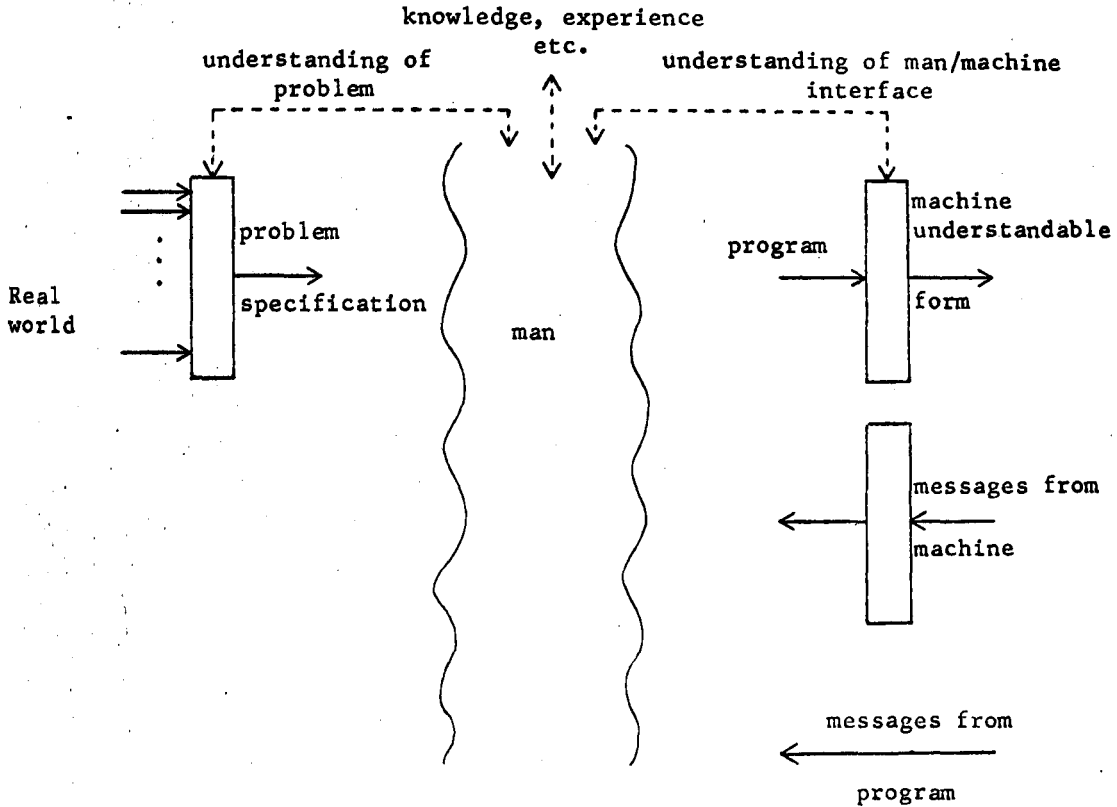 knowledge, experience
etc.
understanding of
problem
understanding of man/machine
interface
Real
world
problem
specification
man
program
machine
understandable
form
messages from
machine
messages from
program